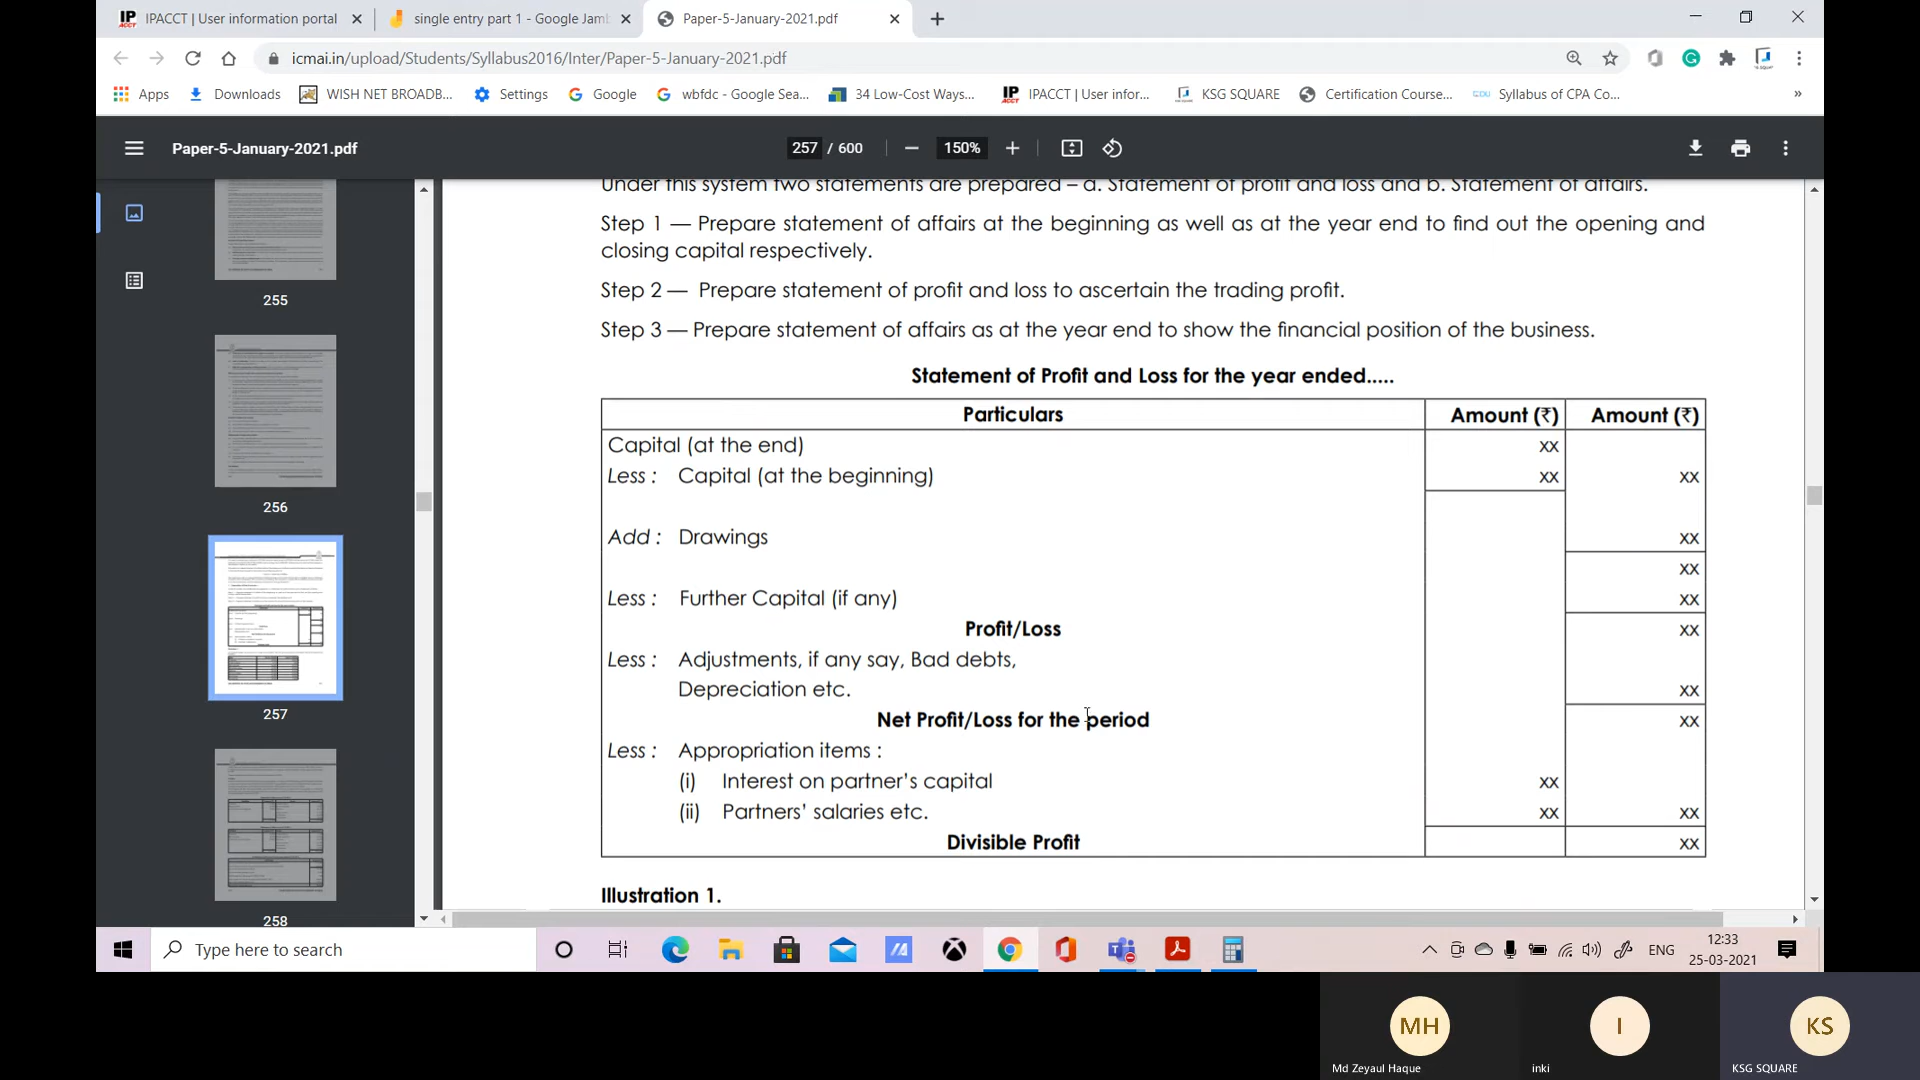 IPACCT | User information portal
single entry part 1 - Google Jamb
Paper-5-January-2021.pdf
icmai.in/upload/Students/Syllabus2016/Inter/Paper-5-January-2021.pdf
Apps
Downloads
WISH NET BROADB...
Settings
Google
wbfdc - Google Sea...
34 Low-Cost Ways...
IPACCT | User infor...
KSG SQUARE
Certification Course...
Syllabus of CPA Co...
»
Paper-5-January-2021.pdf
257 / 600
150%
255
256
257
258
Under this system two statements are prepared – a. Statement of profit and loss and b. Statement of affairs.
Step 1 — Prepare statement of affairs at the beginning as well as at the year end to find out the opening and
closing capital respectively.
Step 2 — Prepare statement of profit and loss to ascertain the trading profit.
Step 3 — Prepare statement of affairs as at the year end to show the financial position of the business.
Statement of Profit and Loss for the year ended.....
Particulars Amount (₹) Amount (₹)
Capital (at the end) xx
Less : Capital (at the beginning) xx xx
Add : Drawings xx
xx
Less : Further Capital (if any) xx
Profit/Loss xx
Less : Adjustments, if any say, Bad debts,
Depreciation etc. xx
Net Profit/Loss for the period xx
Less : Appropriation items :
(i) Interest on partner's capital xx
(ii) Partners' salaries etc. xx xx
Divisible Profit xx
Illustration 1.
Type here to search
ENG
12:33
25-03-2021
MH
I
KS
Md Zeyaul Haque
inki
KSG SQUARE